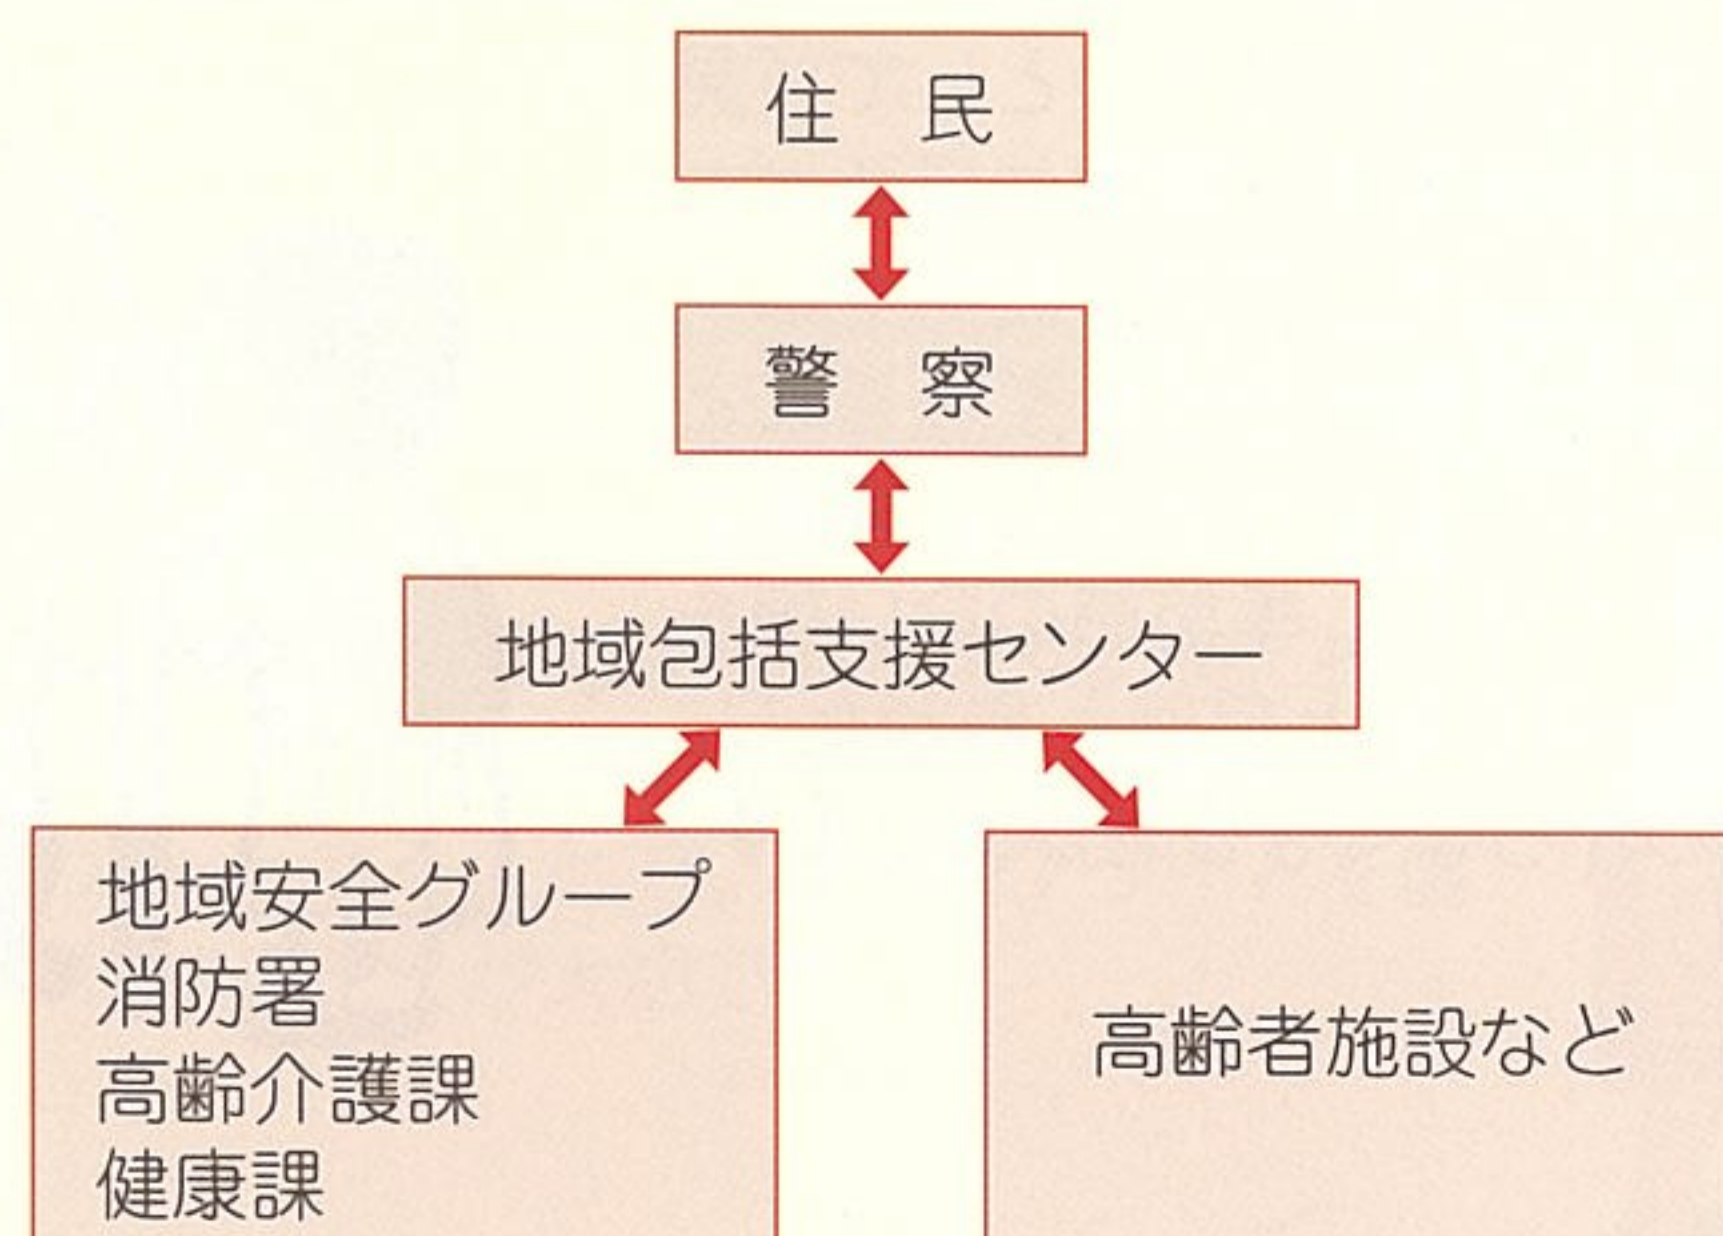 住　民
警　察
地域包括支援センター
地域安全グループ
消防署
高齢介護課
健康課
高齢者施設など